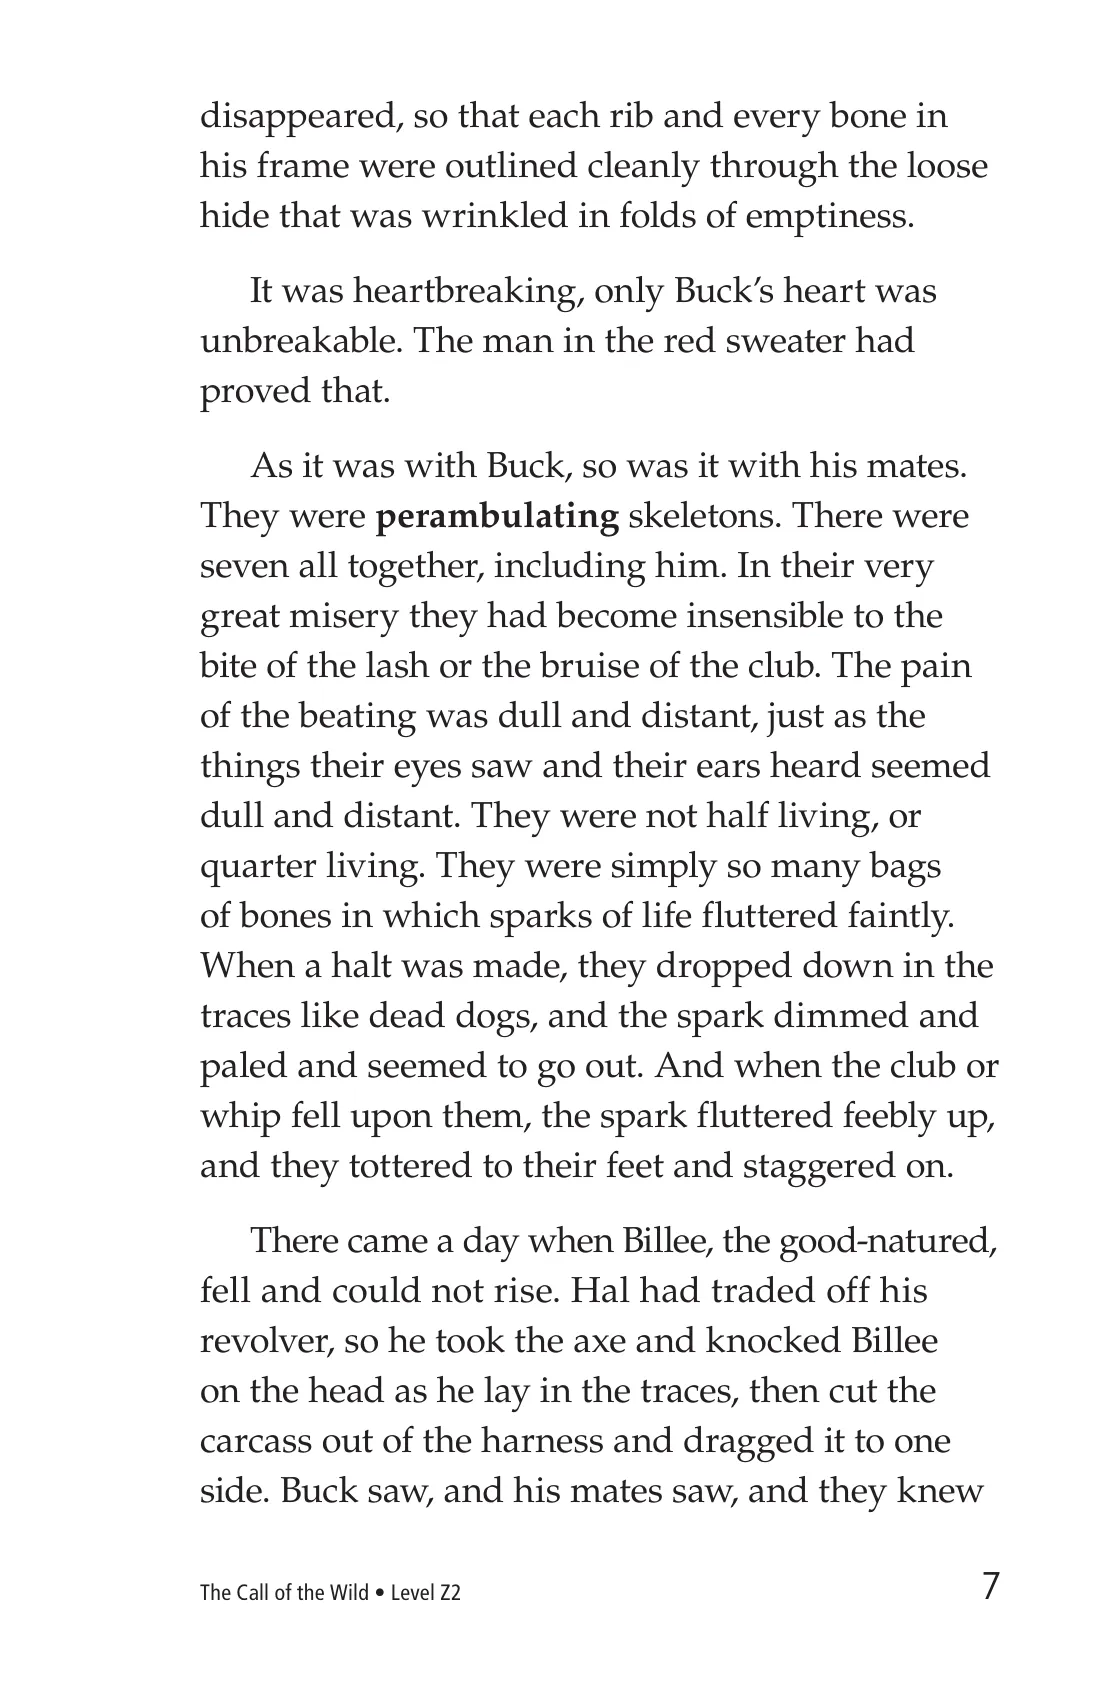 disappeared, so that each rib and every bone in
his frame were outlined cleanly through the loose
hide that was wrinkled in folds of emptiness.
It was heartbreaking, only Buck’s heart was
unbreakable. The man in the red sweater had
proved that.
As it was with Buck, so was it with his mates.
They were perambulating skeletons. There were
seven all together, including him. In their very
great misery they had become insensible to the
bite of the lash or the bruise of the club. The pain
of the beating was dull and distant, just as the
things their eyes saw and their ears heard seemed
dull and distant. They were not half living, or
quarter living. They were simply so many bags
of bones in which sparks of life fluttered faintly.
When a halt was made, they dropped down in the
traces like dead dogs, and the spark dimmed and
paled and seemed to go out. And when the club or
whip fell upon them, the spark fluttered feebly up,
and they tottered to their feet and staggered on.
There came a day when Billee, the good-natured,
fell and could not rise. Hal had traded off his
revolver, so he took the axe and knocked Billee
on the head as he lay in the traces, then cut the
carcass out of the harness and dragged it to one
side. Buck saw, and his mates saw, and they knew
The Call of the Wild • Level Z2
7